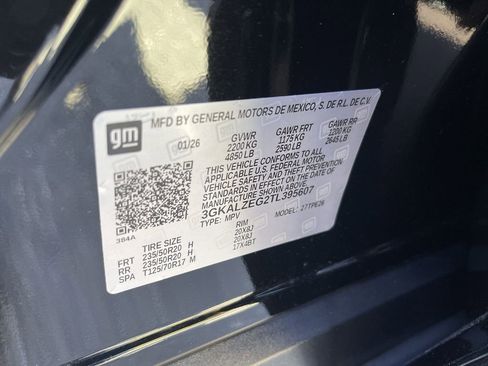 gm
MFD BY GENERAL MOTORS DE MEXICO, S. DE R.L. DE C.V.
01/26 GVWR GAWR FRT GAWR RR
2200 KG 1175 KG 1200 KG
4850 LB 2590 LB 2645 LB
THIS VEHICLE CONFORMS TO ALL
APPLICABLE U.S. FEDERAL MOTOR
VEHICLE SAFETY, BUMPER, AND THEFT PREVENTION
STANDARDS IN EFFECT ON THE DATE OF
MANUFACTURE SHOWN ABOVE.
3GKALZEG2TL395607
TYPE: MPV MODEL: 2TTPE26
384A
TIRE SIZE RIM
FRT 235/50R20 H 20X8J
RR 235/50R20 H 20X8J
SPA T125/70R17 M 17X4BT